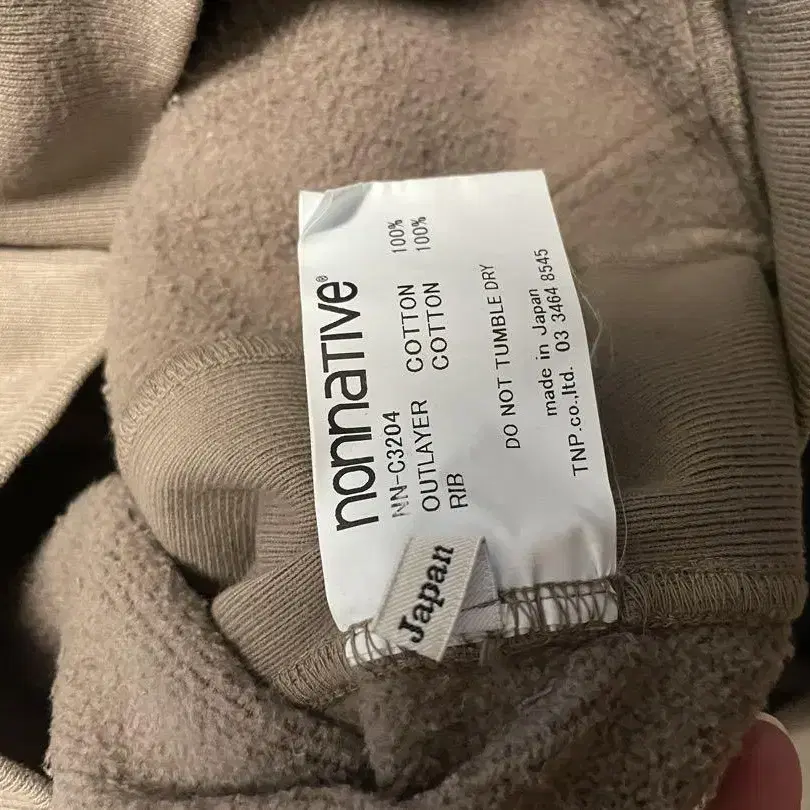 nonnative®
NN-C3204
OUTLAYER COTTON 100%
RIB COTTON 100%
DO NOT TUMBLE DRY
made in Japan
TNP.co.,ltd. 03 3464 8545
Japan